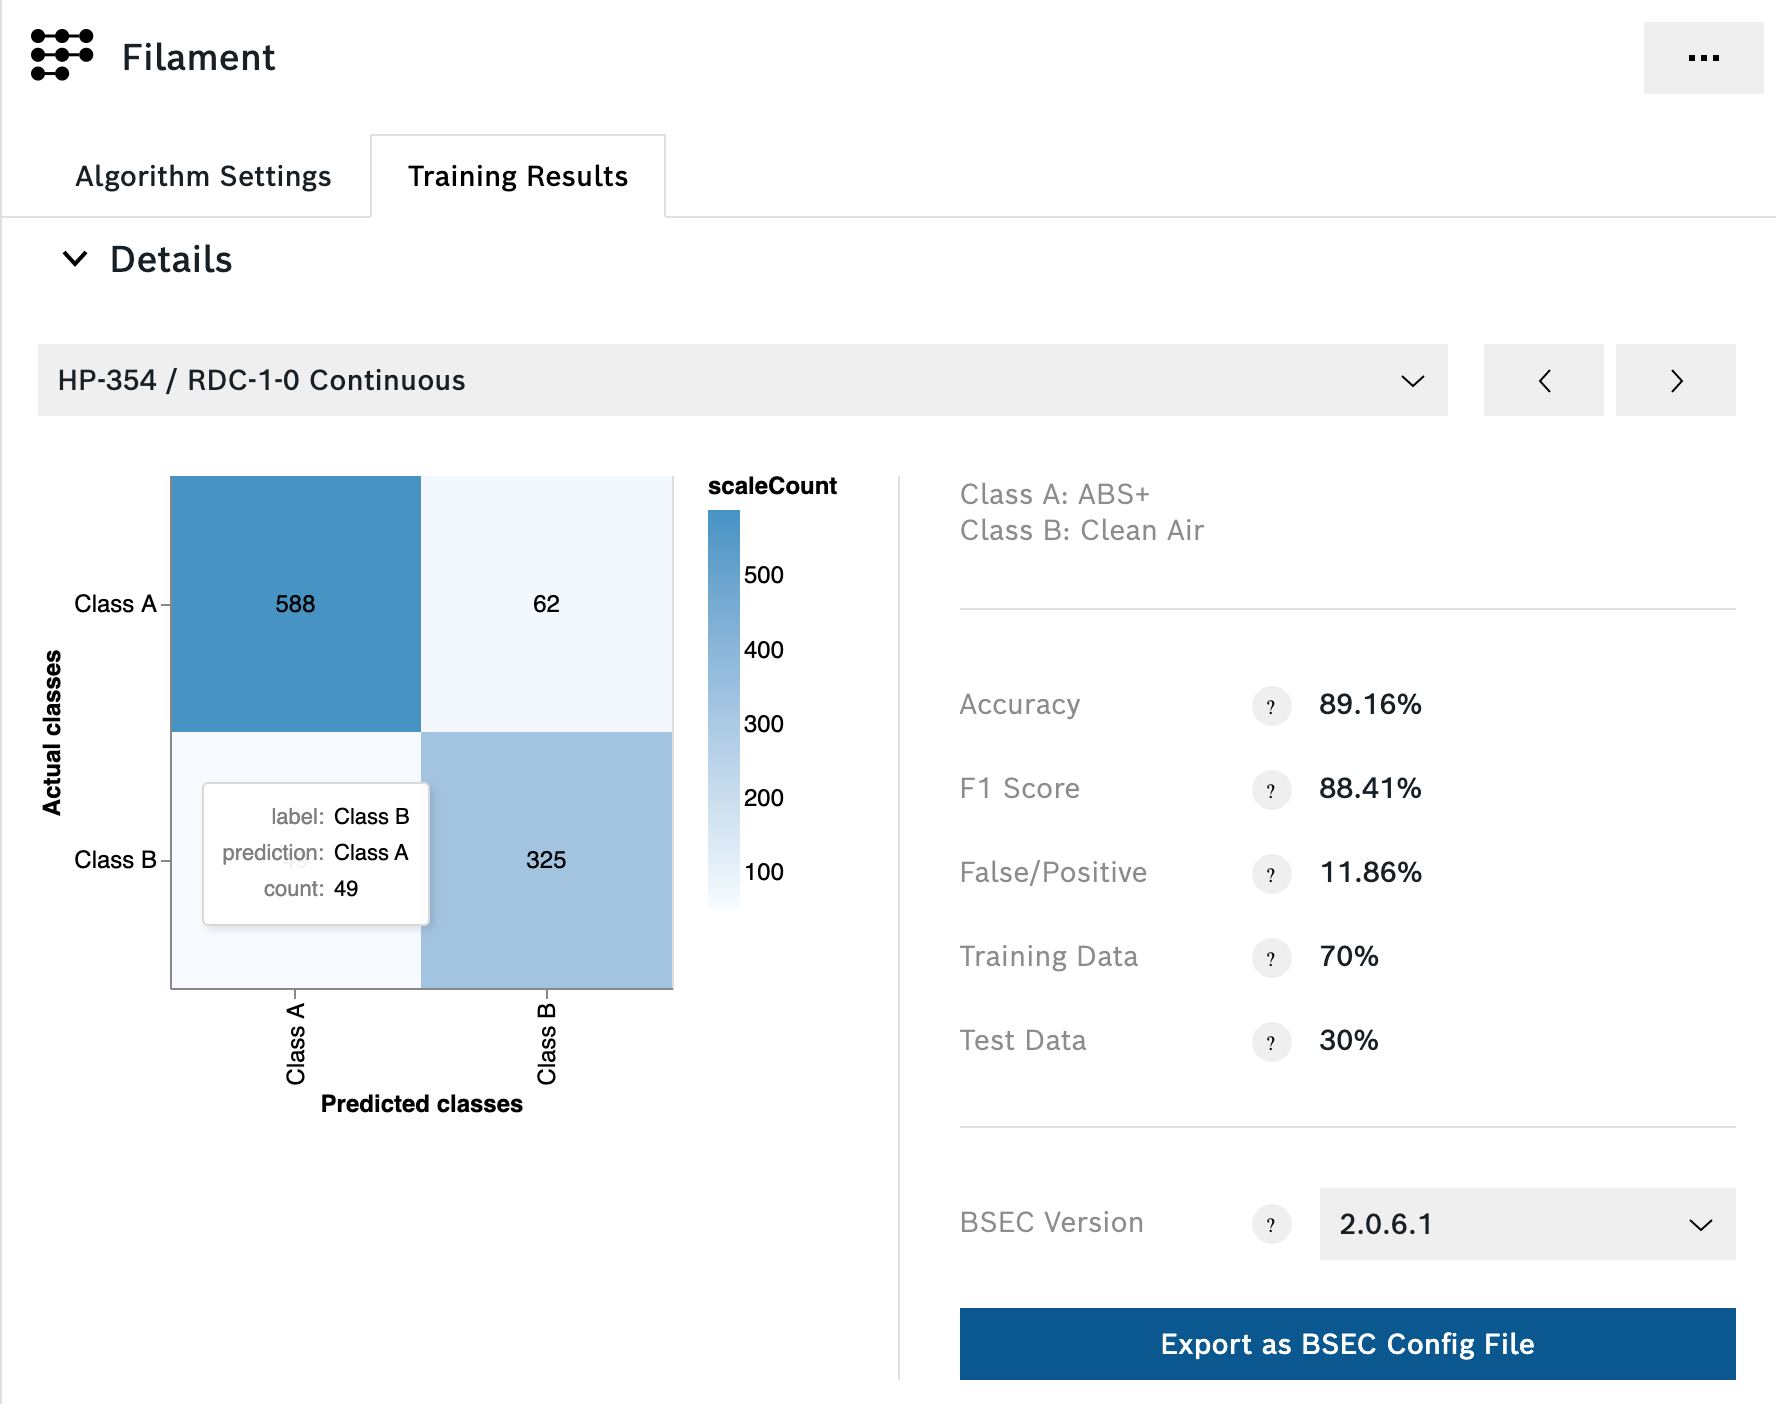 Filament
...
Algorithm Settings
Training Results
Details
HP-354 / RDC-1-0 Continuous
588
62
325
Class A
Class B
Actual classes
label: Class B
prediction: Class A
count: 49
Class A
Class B
Predicted classes
scaleCount
500
400
300
200
100
Class A: ABS+
Class B: Clean Air
Accuracy ? 89.16%
F1 Score ? 88.41%
False/Positive ? 11.86%
Training Data ? 70%
Test Data ? 30%
BSEC Version ? 2.0.6.1
Export as BSEC Config File